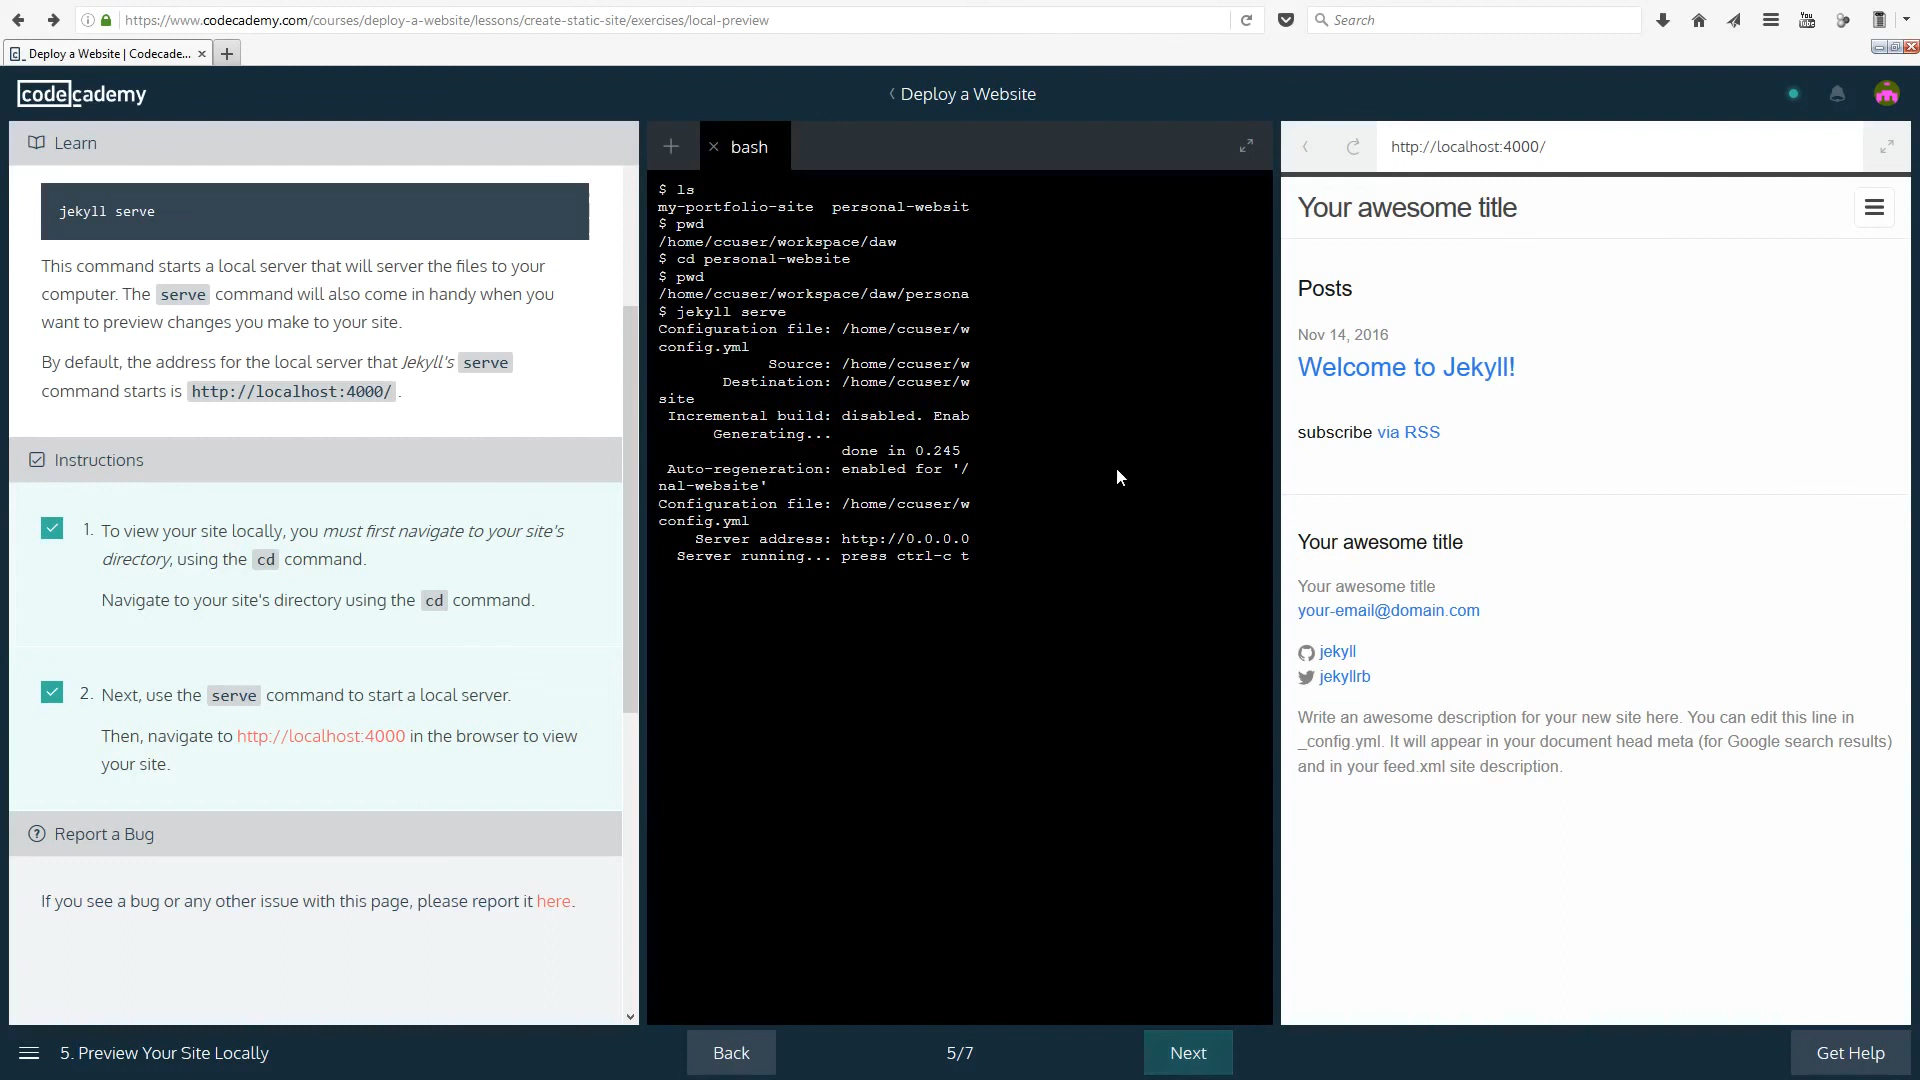 https://www.codecademy.com/courses/deploy-a-website/lessons/create-static-site/exercises/local-preview
Search
You
Deploy a Website | Codecade...
code cademy
Deploy a Website
Learn
jekyll serve
This command starts a local server that will server the files to your
computer. The serve command will also come in handy when you
want to preview changes you make to your site.
By default, the address for the local server that Jekyll's serve
command starts is http://localhost:4000/.
Instructions
1. To view your site locally, you must first navigate to your site's
directory, using the cd command.
Navigate to your site's directory using the cd command.
2. Next, use the serve command to start a local server.
Then, navigate to http://localhost:4000 in the browser to view
your site.
Report a Bug
If you see a bug or any other issue with this page, please report it here.
bash
$ ls
my-portfolio-site  personal-websit
$ pwd
/home/ccuser/workspace/daw
$ cd personal-website
$ pwd
/home/ccuser/workspace/daw/persona
$ jekyll serve
Configuration file: /home/ccuser/w
config.yml
Source: /home/ccuser/w
Destination: /home/ccuser/w
site
Incremental build: disabled. Enab
Generating...
done in 0.245
Auto-regeneration: enabled for '/
nal-website'
Configuration file: /home/ccuser/w
config.yml
Server address: http://0.0.0.0
Server running... press ctrl-c t
http://localhost:4000/
Your awesome title
Posts
Nov 14, 2016
Welcome to Jekyll!
subscribe via RSS
Your awesome title
Your awesome title
your-email@domain.com
jekyll
jekyllrb
Write an awesome description for your new site here. You can edit this line in
_config.yml. It will appear in your document head meta (for Google search results)
and in your feed.xml site description.
5. Preview Your Site Locally
Back
5/7
Next
Get Help